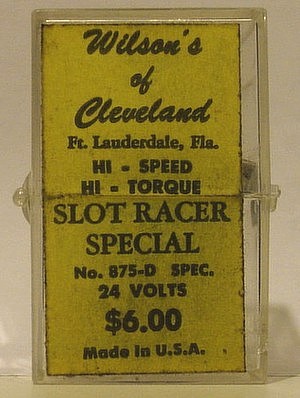 Wilson's
of
Cleveland
Ft. Lauderdale, Fla.
HI - SPEED
HI - TORQUE
SLOT RACER
SPECIAL
No. 875-D SPEC.
24 VOLTS
$6.00
Made In U.S.A.